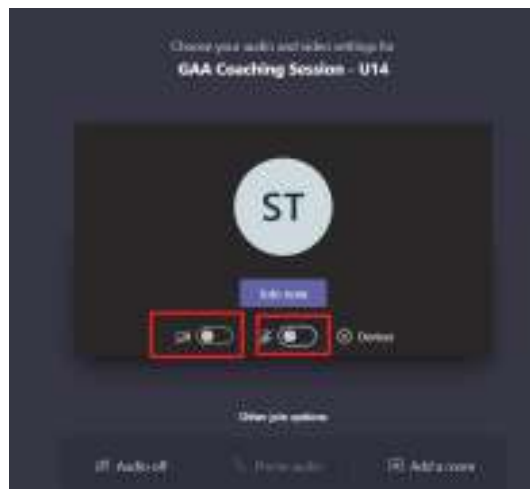 Choose your audio and video settings for
GAA Coaching Session - U14
ST
Join now
Devices
Other join options
Audio off
Phone audio
Add a room